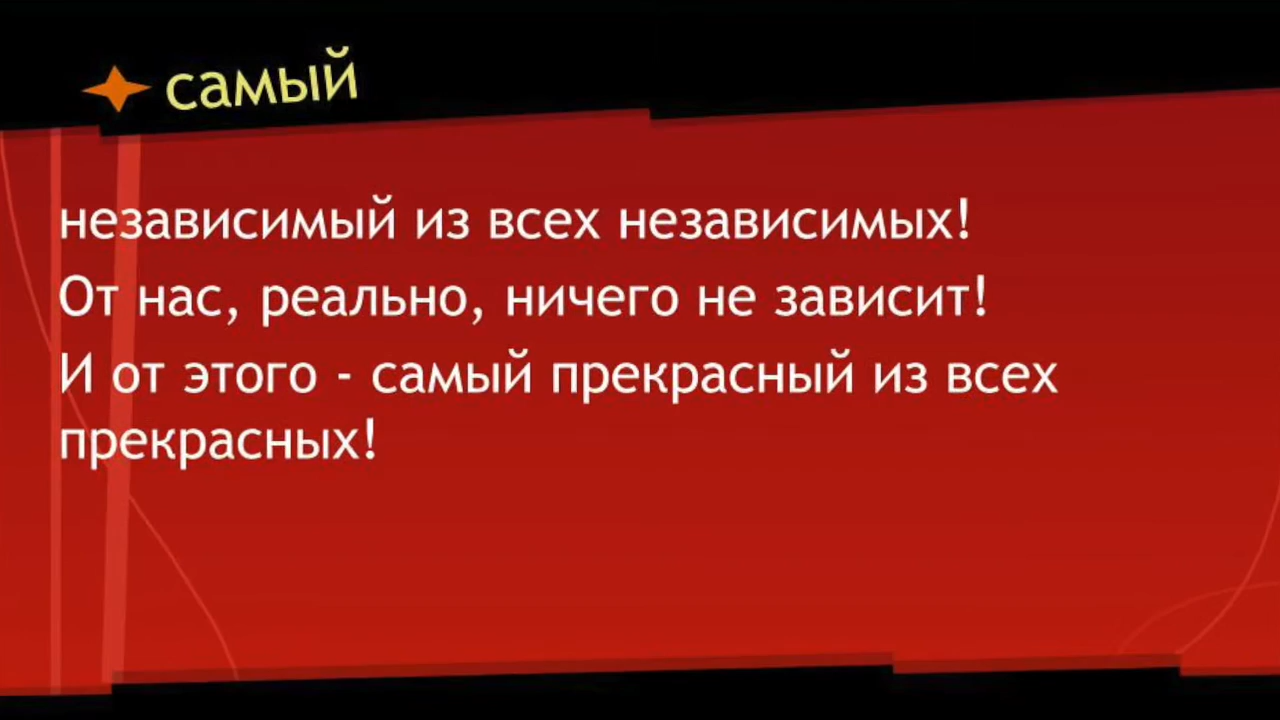 самый
независимый из всех независимых!
От нас, реально, ничего не зависит!
И от этого - самый прекрасный из всех
прекрасных!